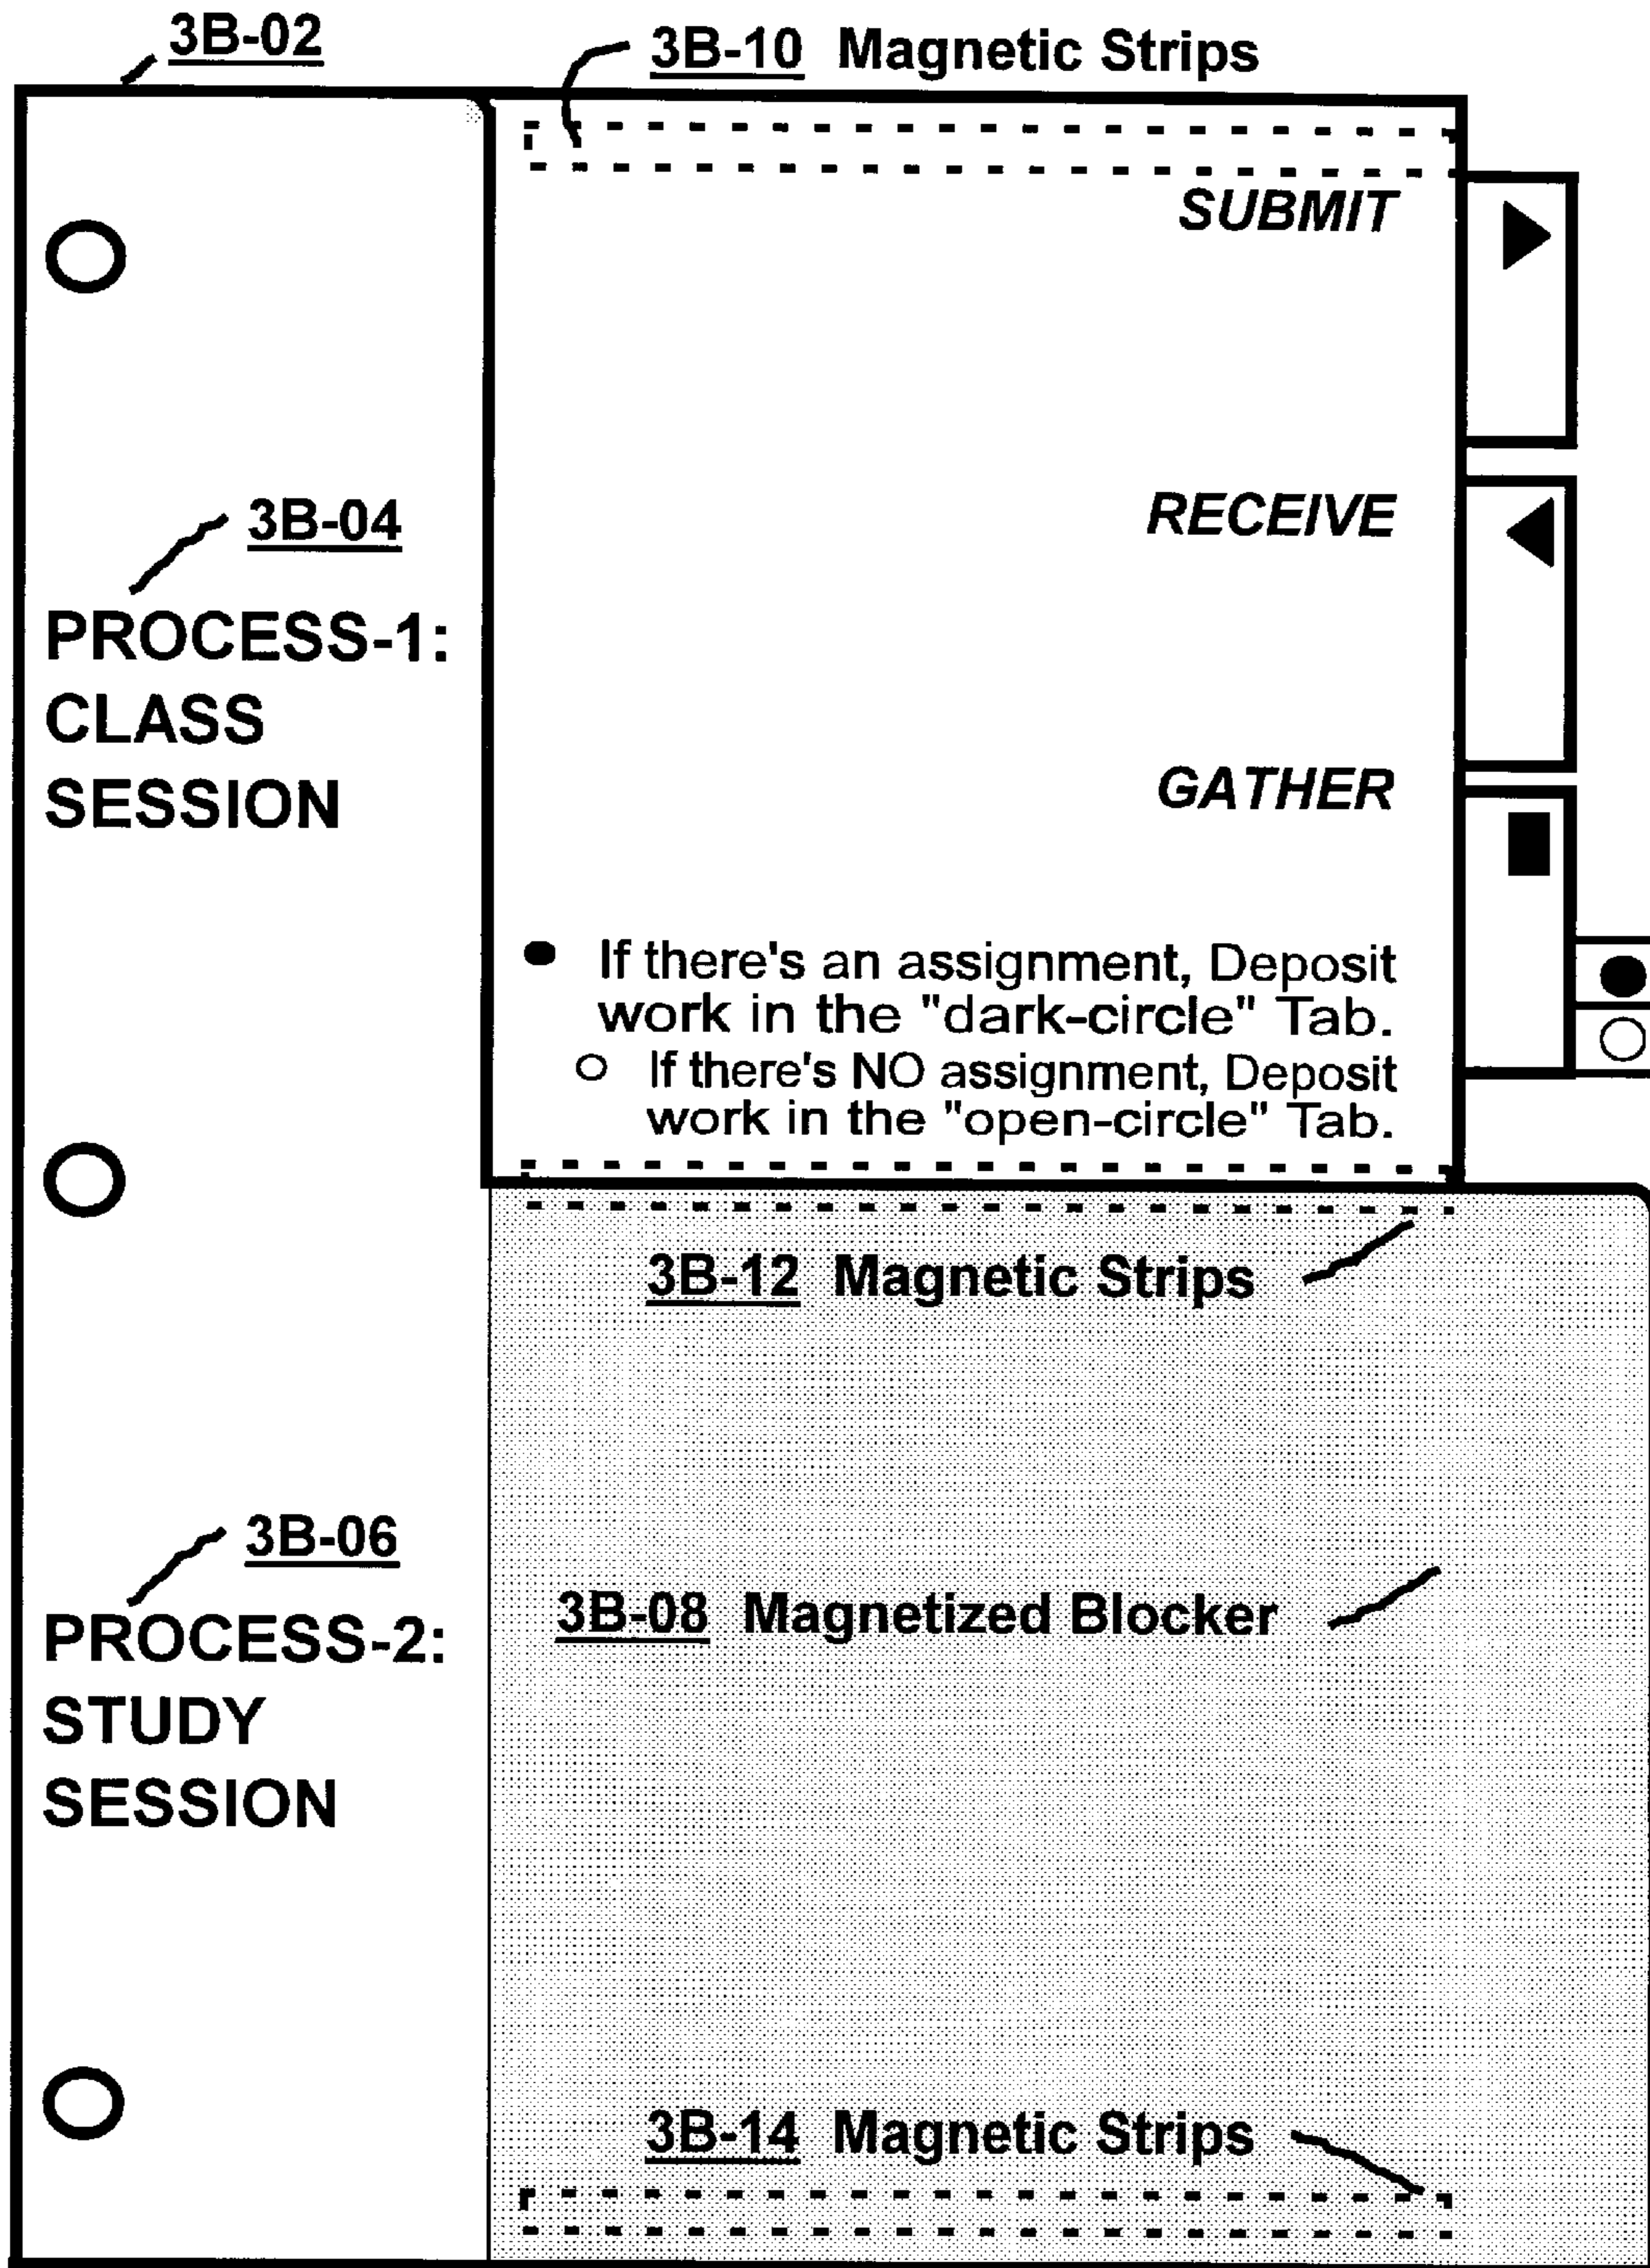 3B-02
3B-10 Magnetic Strips
SUBMIT
3B-04
RECEIVE
PROCESS-1:
CLASS
SESSION
GATHER
If there's an assignment, Deposit
work in the "dark-circle" Tab.
If there's NO assignment, Deposit
work in the "open-circle" Tab.
3B-12 Magnetic Strips
3B-06
3B-08 Magnetized Blocker
PROCESS-2:
STUDY
SESSION
3B-14 Magnetic Strips